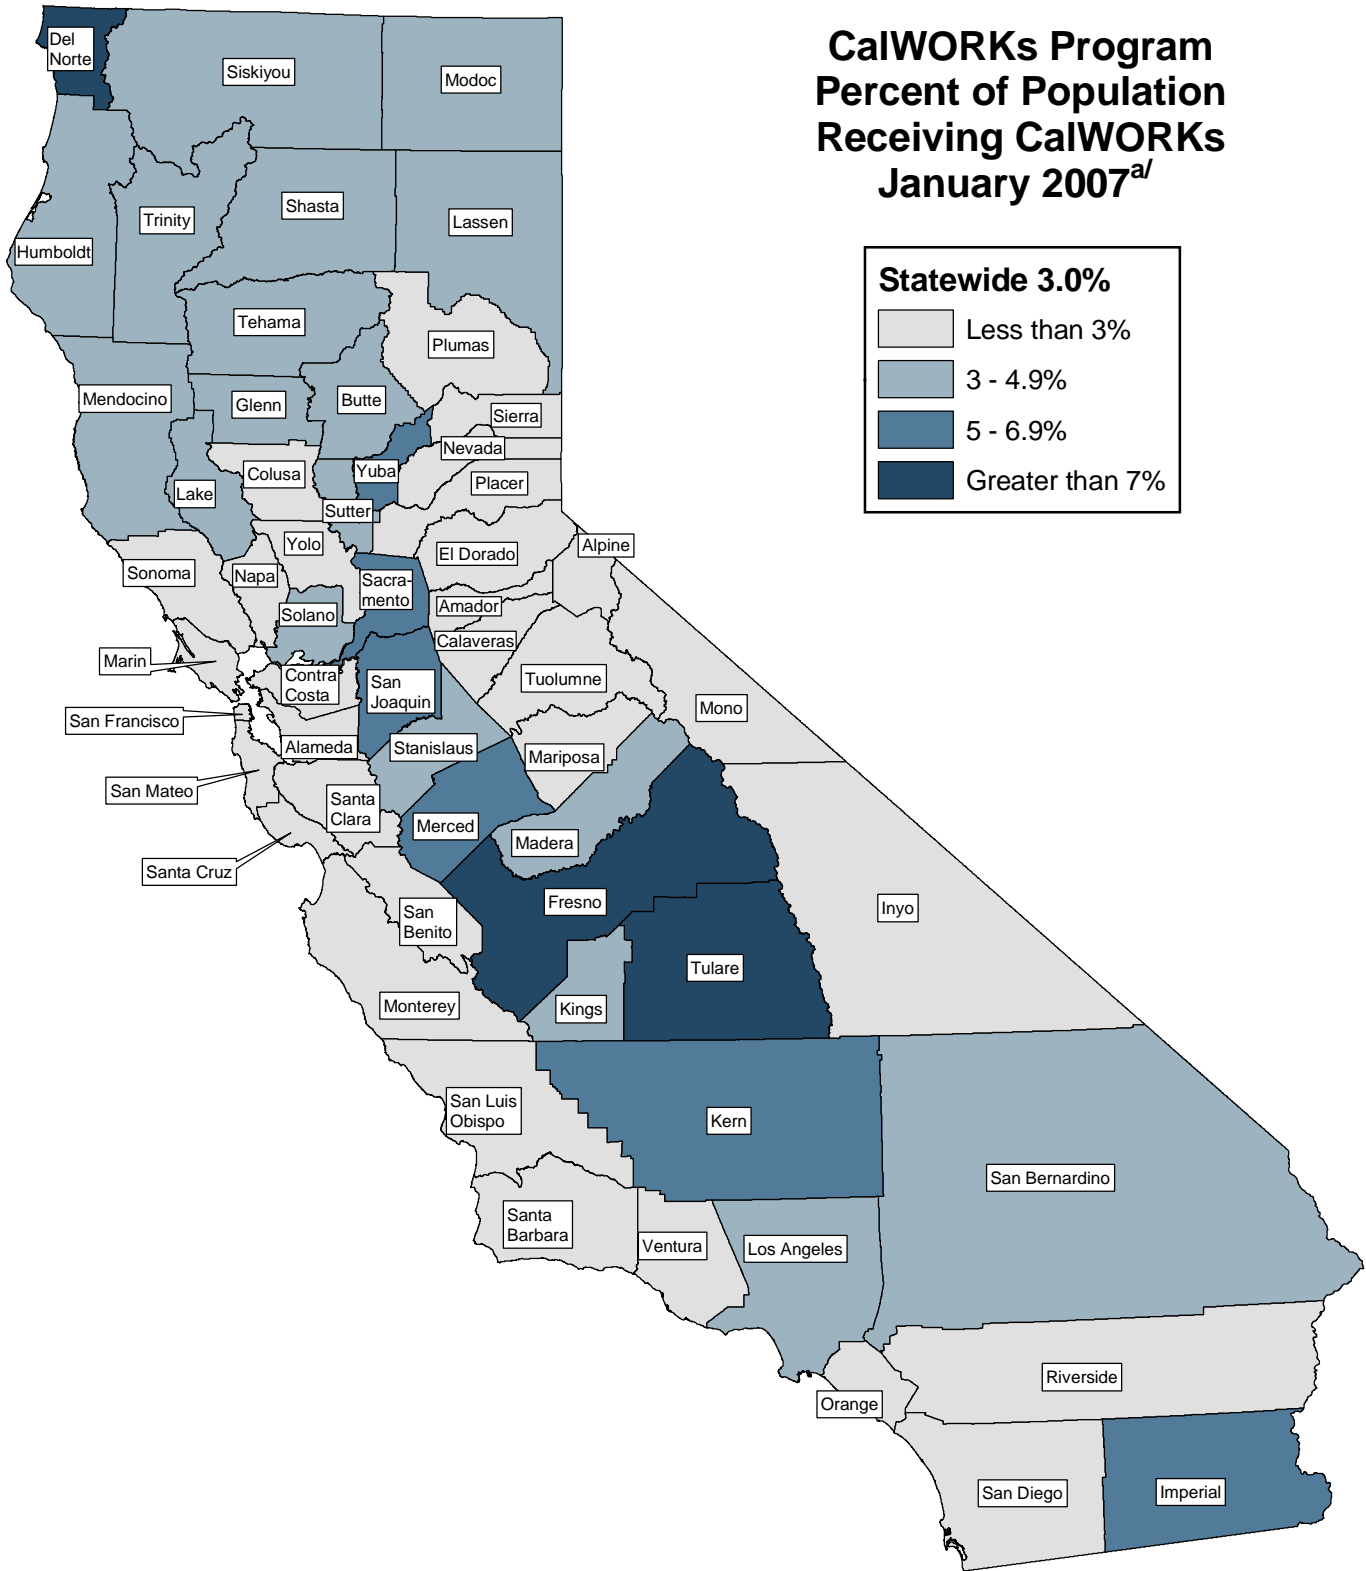 CalWORKs Program
Percent of Population
Receiving CalWORKs
January 2007a/
Statewide 3.0%
Less than 3%
3 - 4.9%
5 - 6.9%
Greater than 7%
Del
Norte
Siskiyou
Modoc
Humboldt
Trinity
Shasta
Lassen
Tehama
Plumas
Mendocino
Glenn
Butte
Sierra
Nevada
Colusa
Yuba
Placer
Lake
Sutter
Yolo
El Dorado
Alpine
Sonoma
Napa
Sacra-
mento
Solano
Amador
Calaveras
Marin
Contra
Costa
San
Joaquin
Tuolumne
Mono
San Francisco
Alameda
Stanislaus
Mariposa
San Mateo
Santa
Clara
Merced
Madera
Santa Cruz
Fresno
Inyo
San
Benito
Tulare
Monterey
Kings
San Luis
Obispo
Kern
San Bernardino
Santa
Barbara
Ventura
Los Angeles
Riverside
Orange
San Diego
Imperial